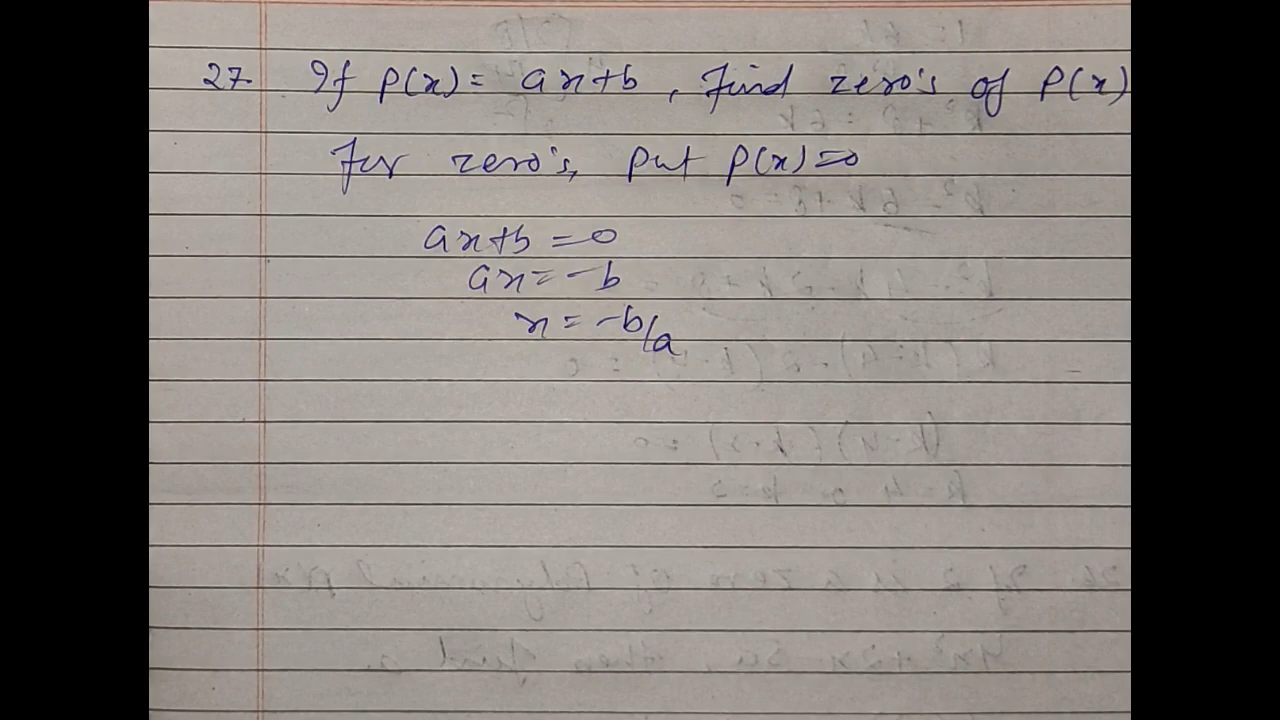 27. If P(x) = ax+b, find zero's of P(x)
For zero's, put P(x)=0
ax+b=0
ax=-b
x=-b/a